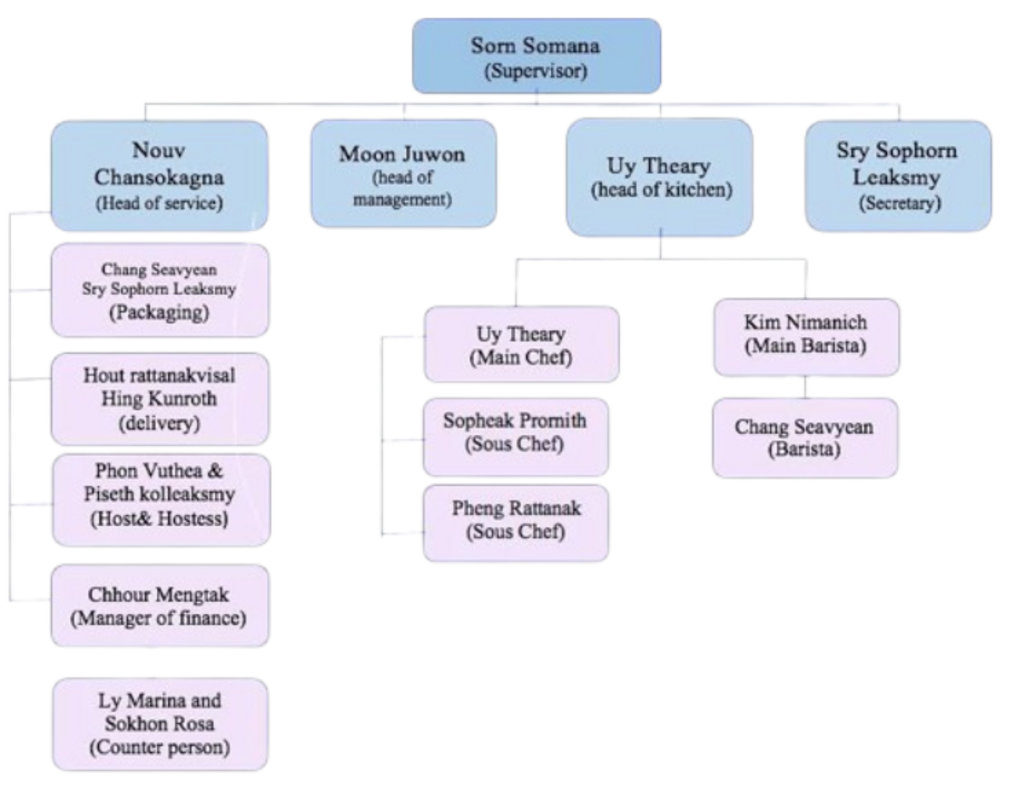 Sorn Somana
(Supervisor)
Nouv
Chansokagna
(Head of service)
Moon Juwon
(head of
management)
Uy Theary
(head of kitchen)
Sry Sophorn
Leaksmy
(Secretary)
Chang Seavyean
Sry Sophorn Leaksmy
(Packaging)
Hout rattanakvisal
Hing Kunroth
(delivery)
Phon Vuthea &
Piseth kolleaksmy
(Host& Hostess)
Chhour Mengtak
(Manager of finance)
Ly Marina and
Sokhon Rosa
(Counter person)
Uy Theary
(Main Chef)
Sopheak Promith
(Sous Chef)
Pheng Rattanak
(Sous Chef)
Kim Nimanich
(Main Barista)
Chang Seavyean
(Barista)